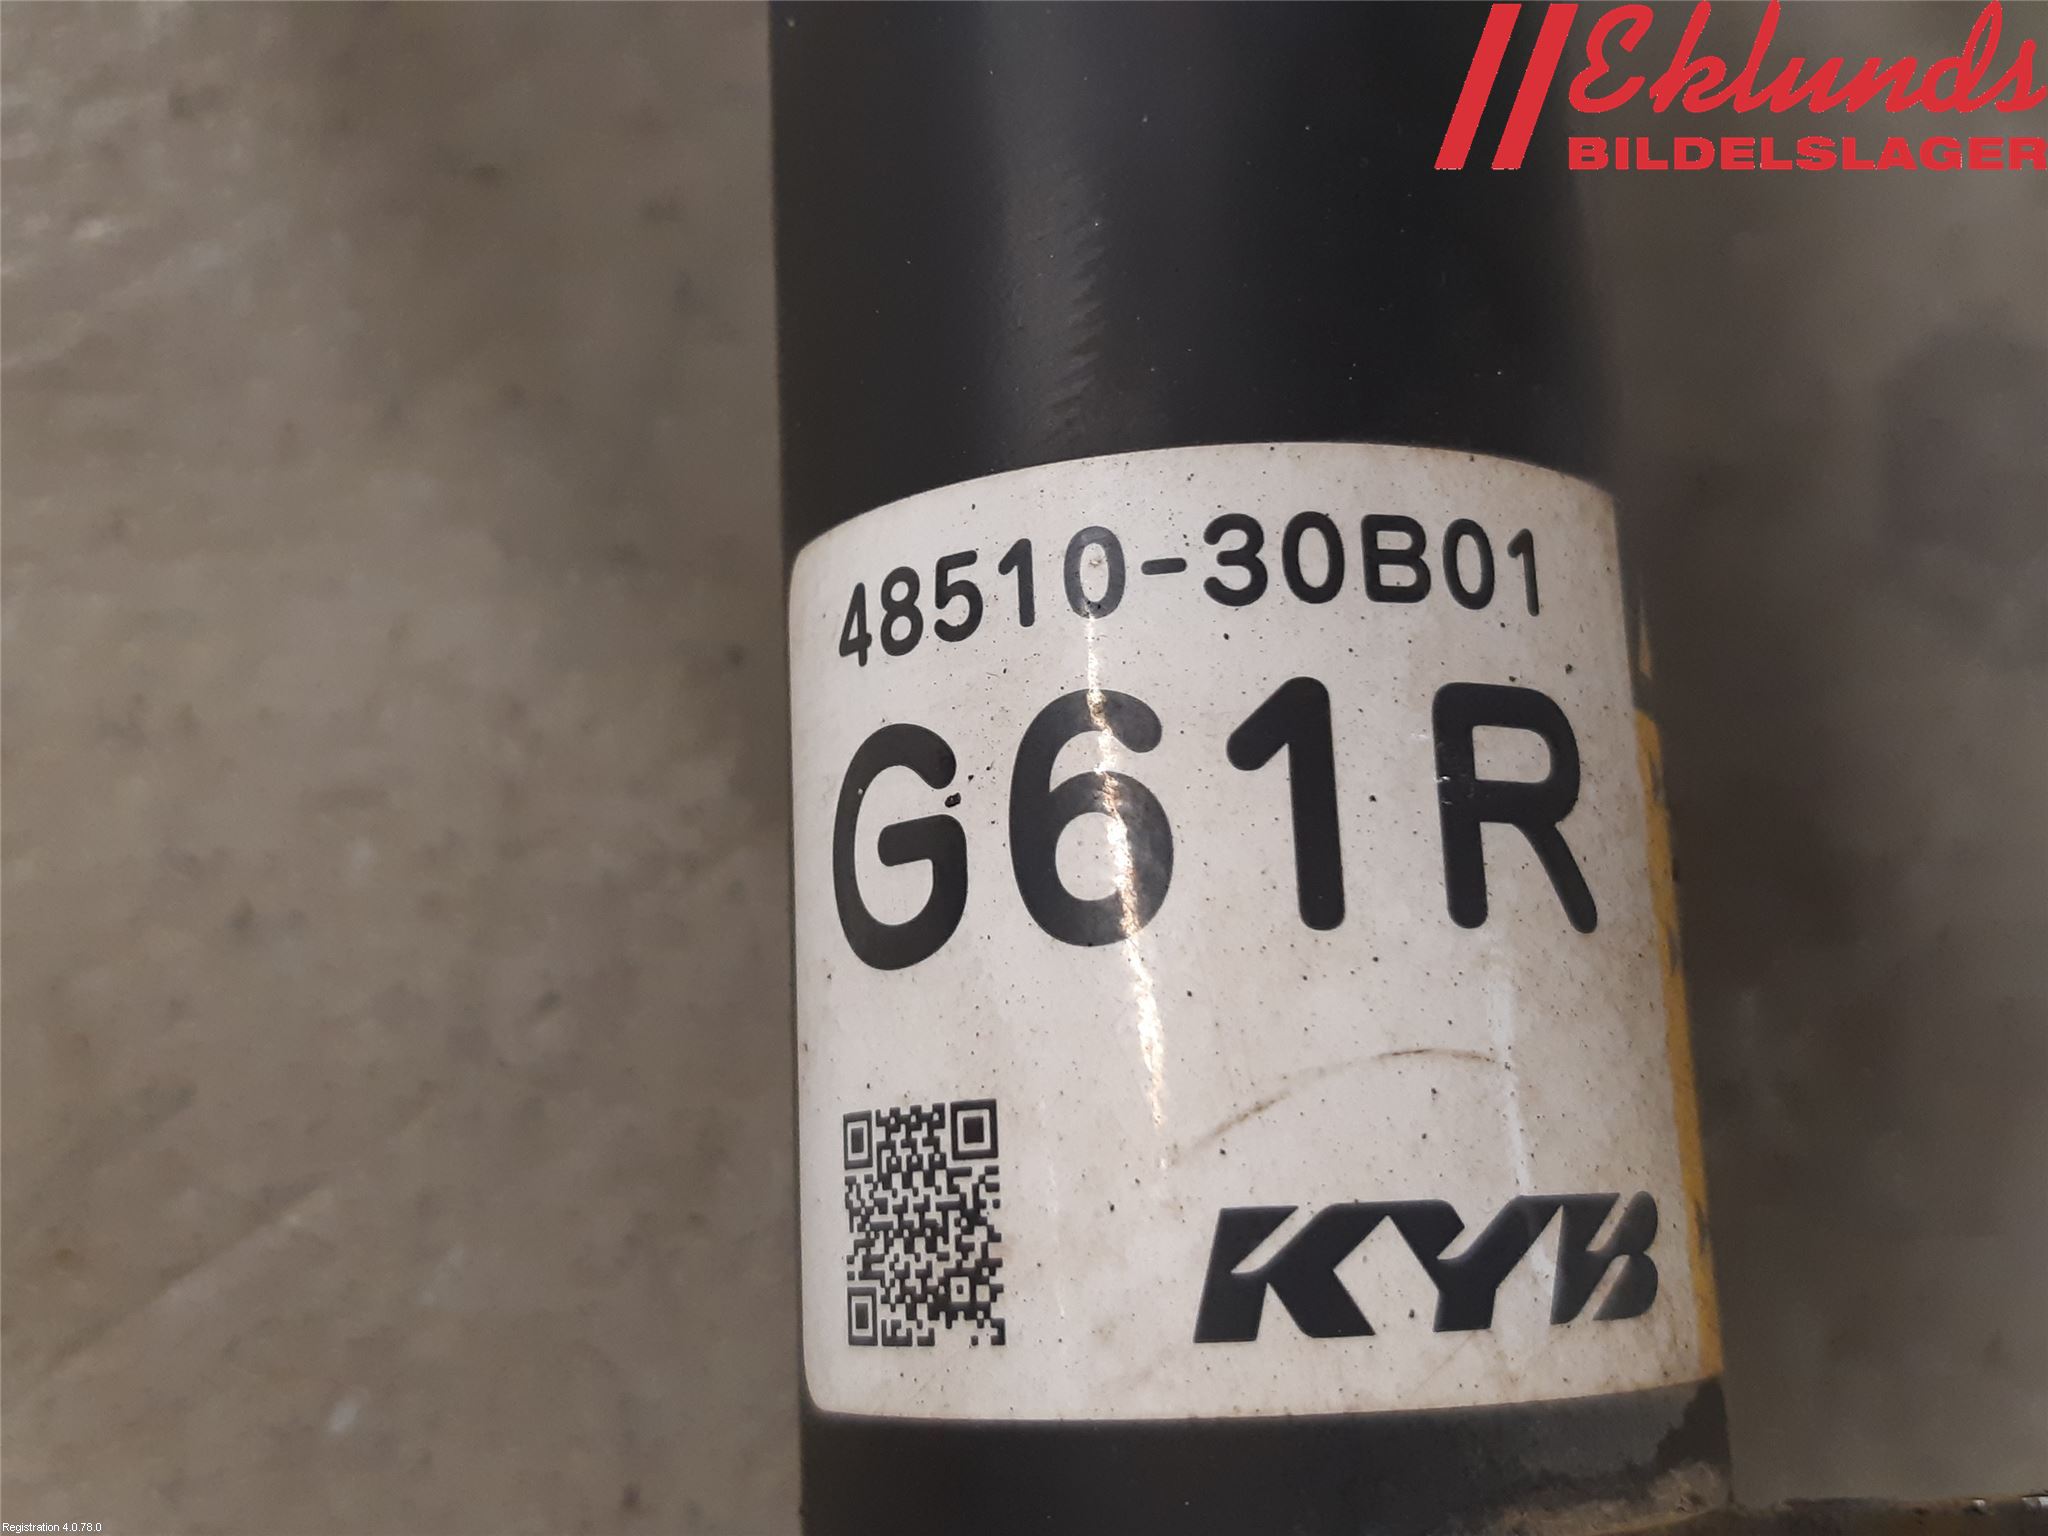 Eklunds
BILDELSLAGER
48510-30B01
G61R
KYB
Registration 4.0.78.0